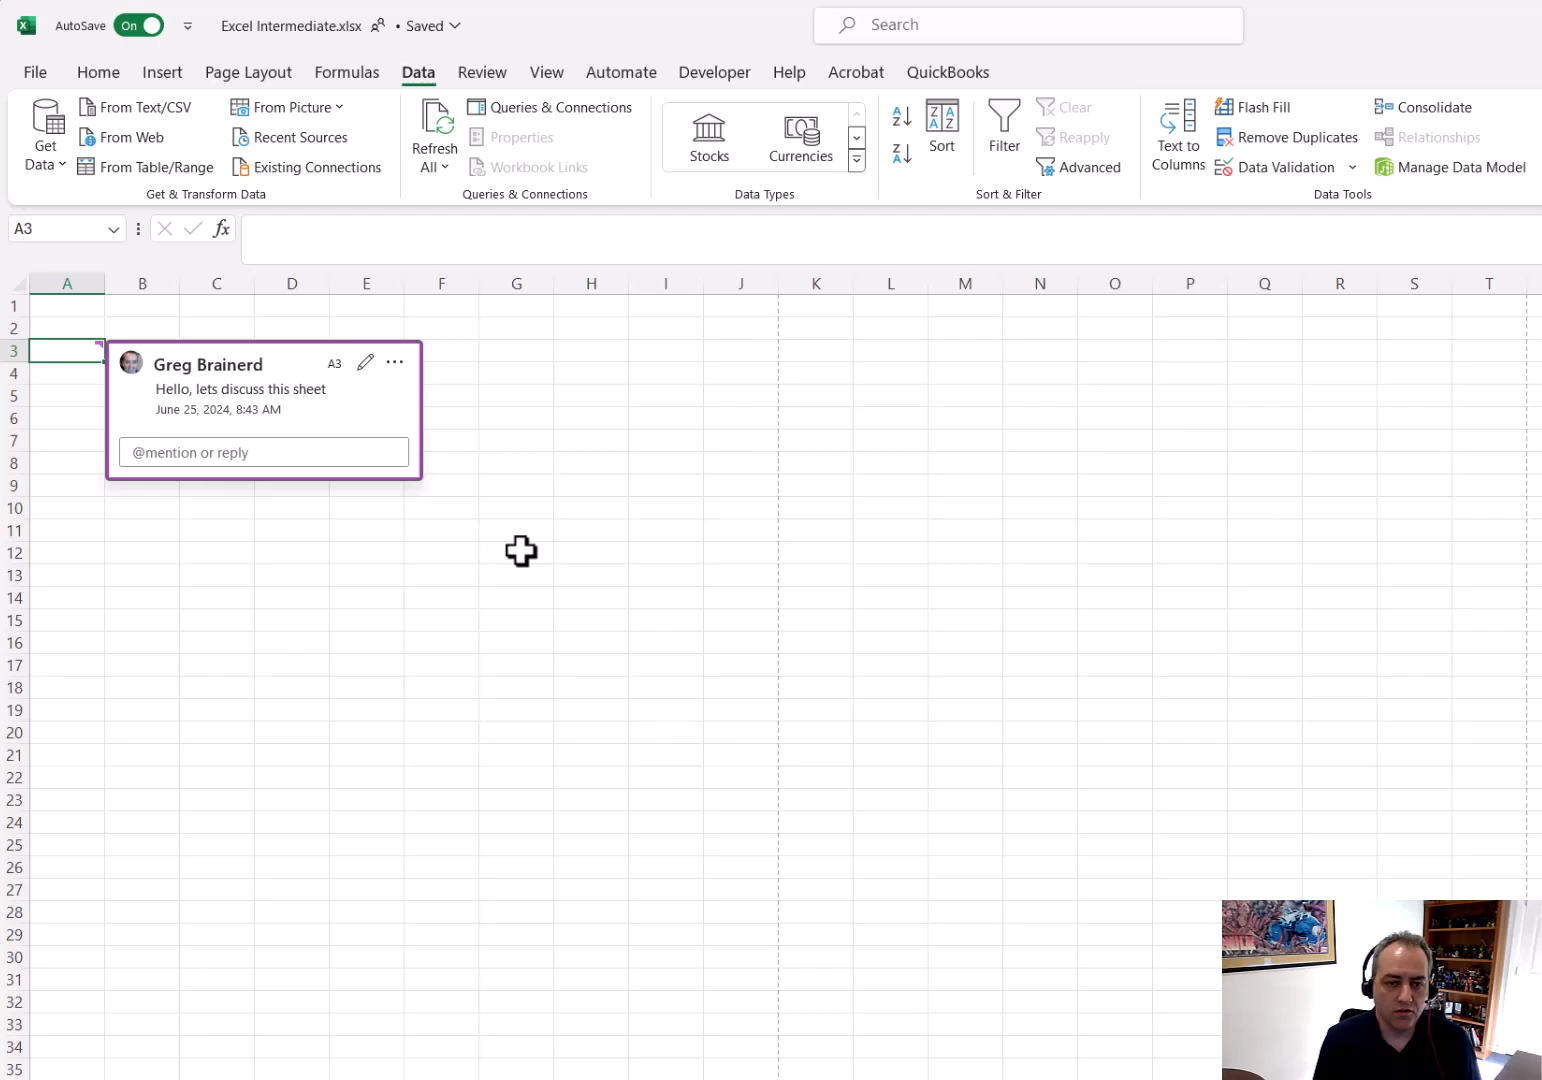 AutoSave On Excel Intermediate.xlsx • Saved Search
File Home Insert Page Layout Formulas Data Review View Automate Developer Help Acrobat QuickBooks
Get Data
From Text/CSV
From Web
From Table/Range
From Picture
Recent Sources
Existing Connections
Get & Transform Data
Refresh All
Queries & Connections
Properties
Workbook Links
Queries & Connections
Stocks
Currencies
Data Types
Sort
Filter
Clear
Reapply
Advanced
Sort & Filter
Text to Columns
Flash Fill
Remove Duplicates
Data Validation
Consolidate
Relationships
Manage Data Model
Data Tools
A3 fx
A B C D E F G H I J K L M N O P Q R S T
1
2
3
4
5
6
7
8
9
10
11
12
13
14
15
16
17
18
19
20
21
22
23
24
25
26
27
28
29
30
31
32
33
34
35
Greg Brainerd A3
Hello, lets discuss this sheet
June 25, 2024, 8:43 AM
@mention or reply